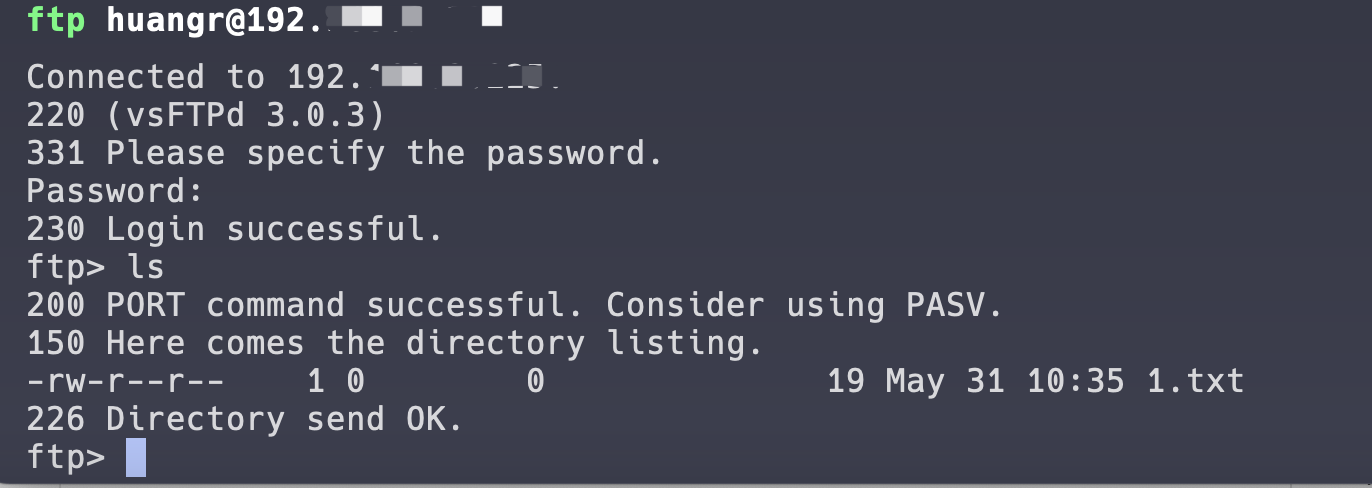 ftp huangr@192.
Connected to 192.
220 (vsFTPd 3.0.3)
331 Please specify the password.
Password:
230 Login successful.
ftp> ls
200 PORT command successful. Consider using PASV.
150 Here comes the directory listing.
-rw-r--r--    1 0        0              19 May 31 10:35 1.txt
226 Directory send OK.
ftp>